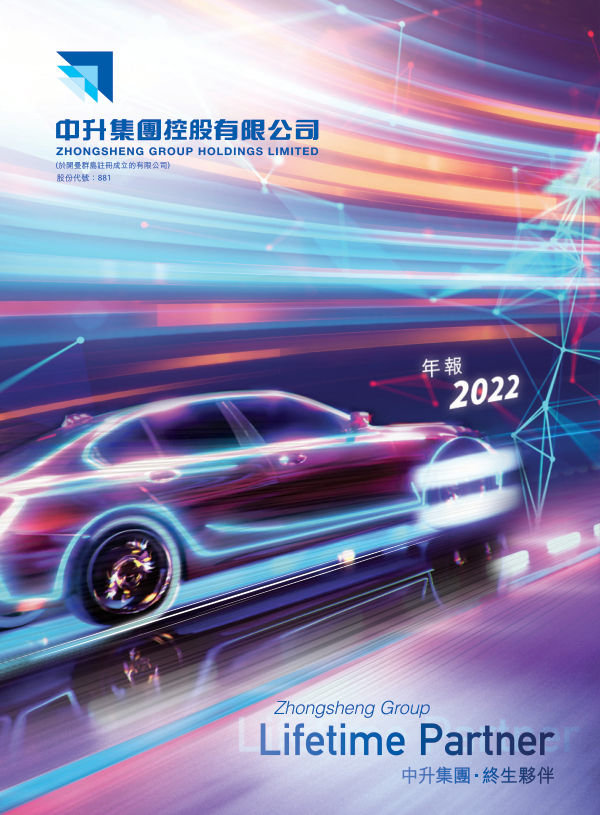 中升集團控股有限公司
ZHONGSHENG GROUP HOLDINGS LIMITED
(於開曼群島註冊成立的有限公司)
股份代號：881
年報
2022
Zhongsheng Group
Lifetime Partner
中升集團·終生夥伴